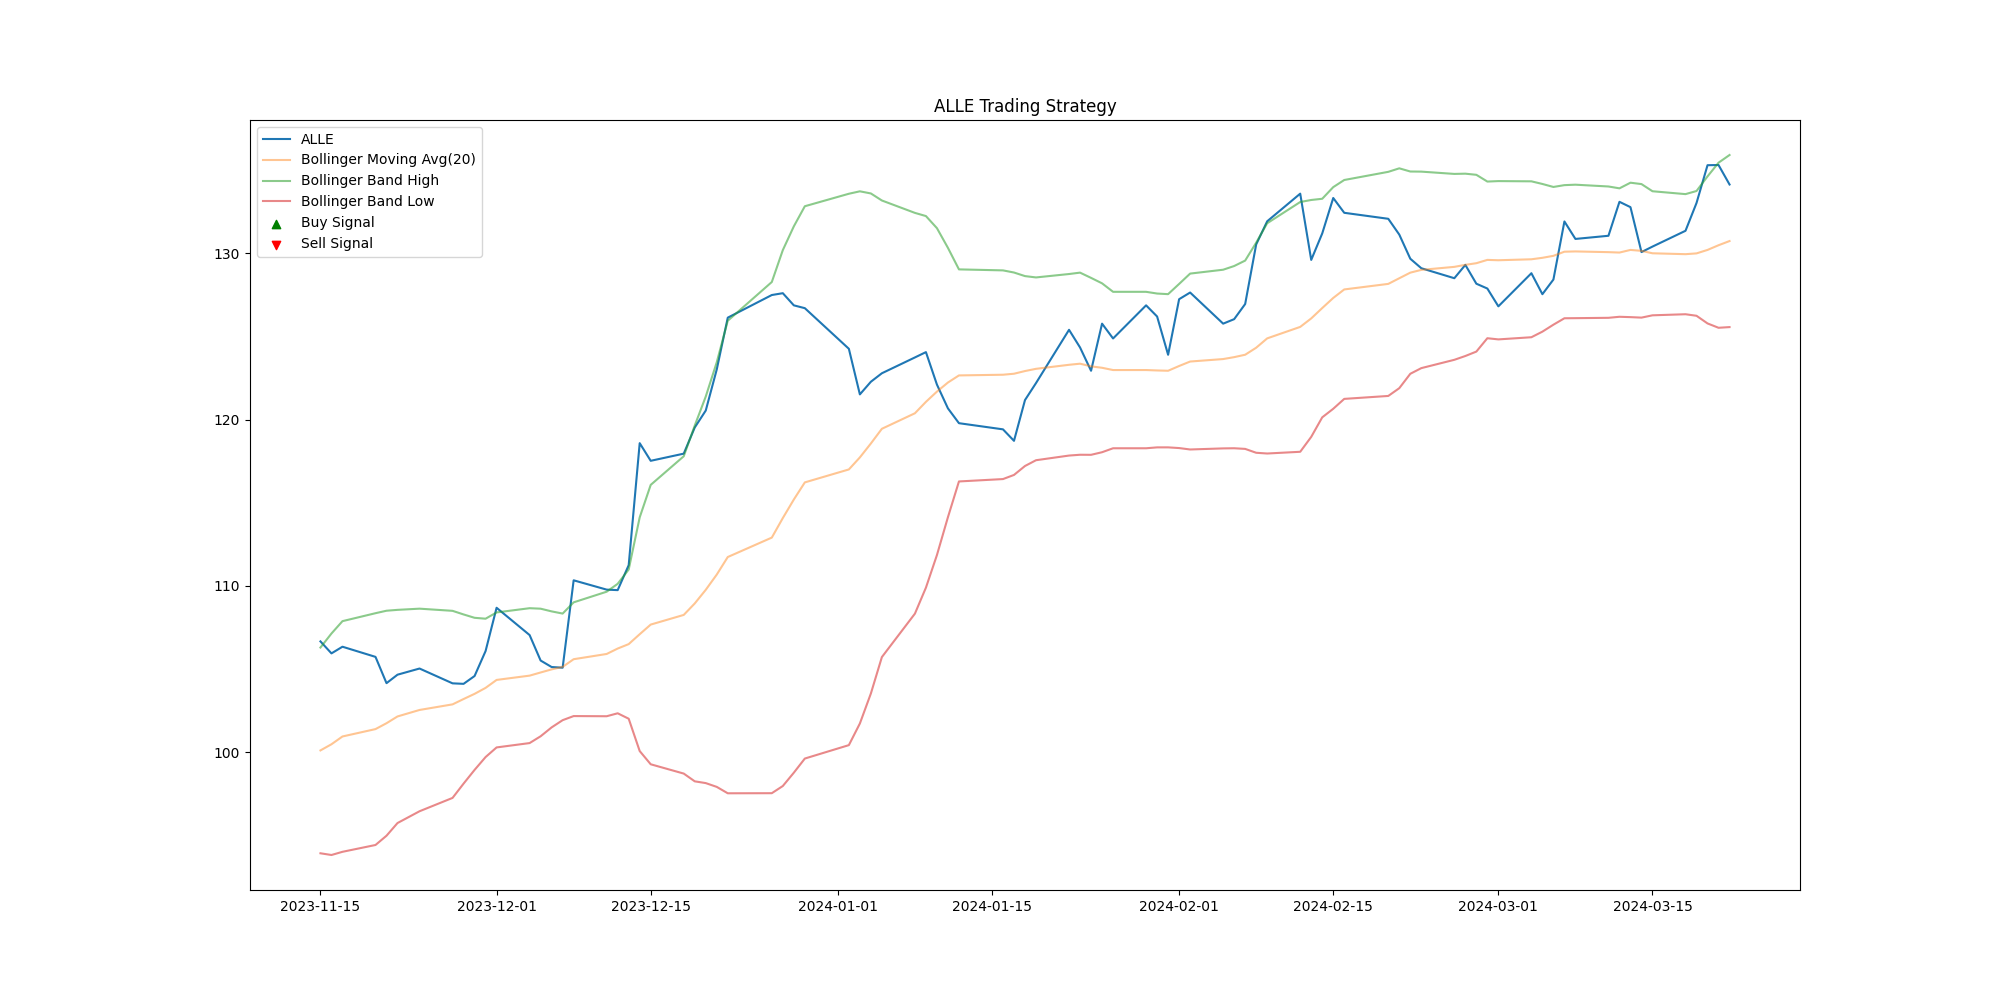 ALLE Trading Strategy
ALLE
Bollinger Moving Avg(20)
Bollinger Band High
Bollinger Band Low
Buy Signal
Sell Signal
130
120
110
100
2023-11-15 2023-12-01 2023-12-15 2024-01-01 2024-01-15 2024-02-01 2024-02-15 2024-03-01 2024-03-15